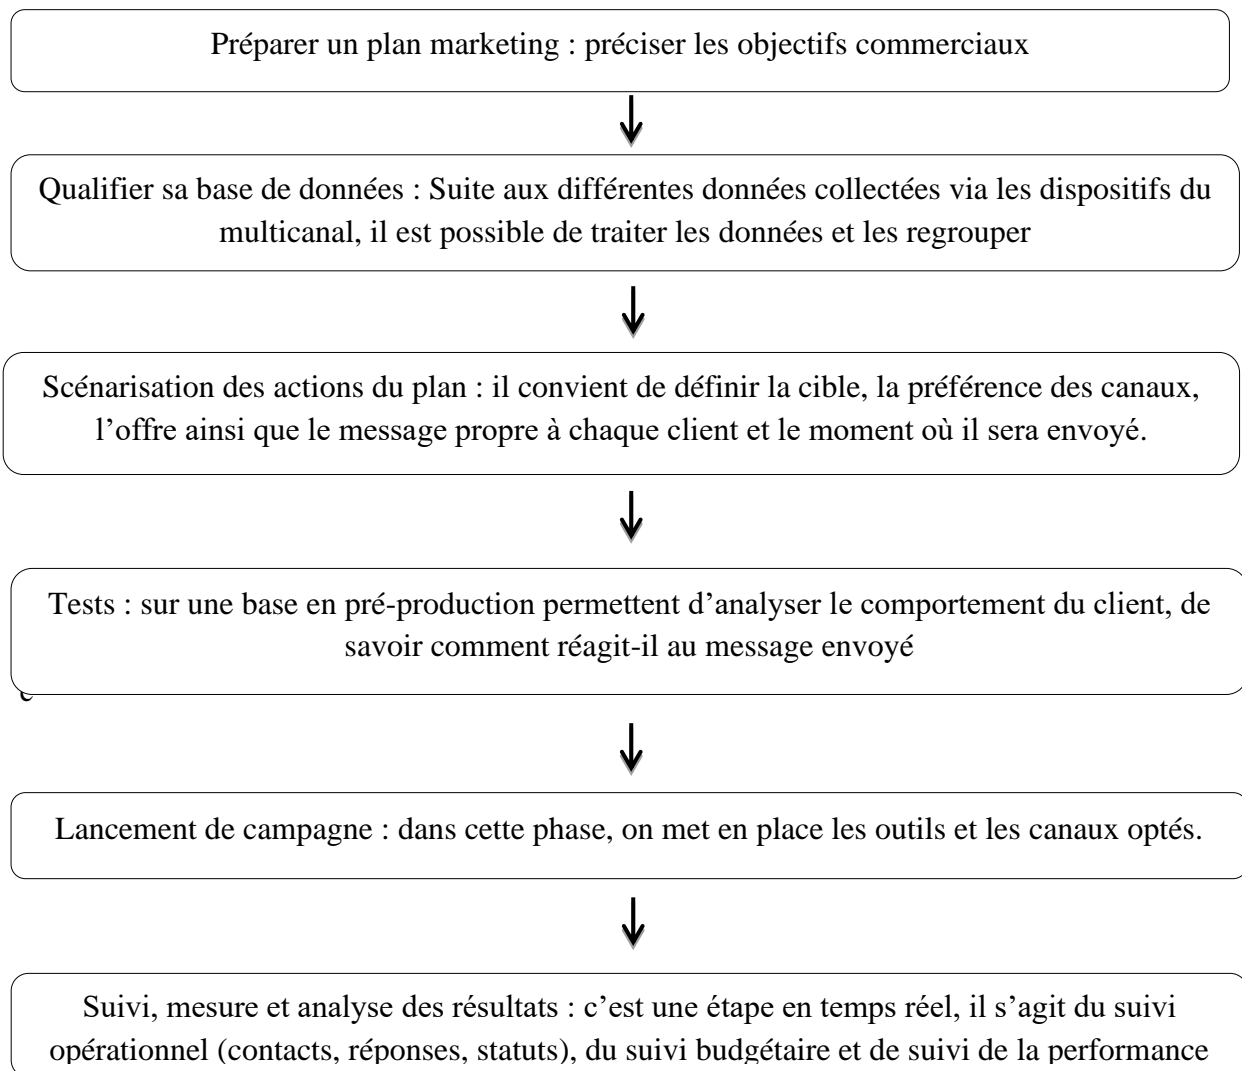 Préparer un plan marketing : préciser les objectifs commerciaux
Qualifier sa base de données : Suite aux différentes données collectées via les dispositifs du
multicanal, il est possible de traiter les données et les regrouper
Scénarisation des actions du plan : il convient de définir la cible, la préférence des canaux,
l’offre ainsi que le message propre à chaque client et le moment où il sera envoyé.
Tests : sur une base en pré-production permettent d’analyser le comportement du client, de
savoir comment réagit-il au message envoyé
Lancement de campagne : dans cette phase, on met en place les outils et les canaux optés.
Suivi, mesure et analyse des résultats : c’est une étape en temps réel, il s’agit du suivi
opérationnel (contacts, réponses, statuts), du suivi budgétaire et de suivi de la performance